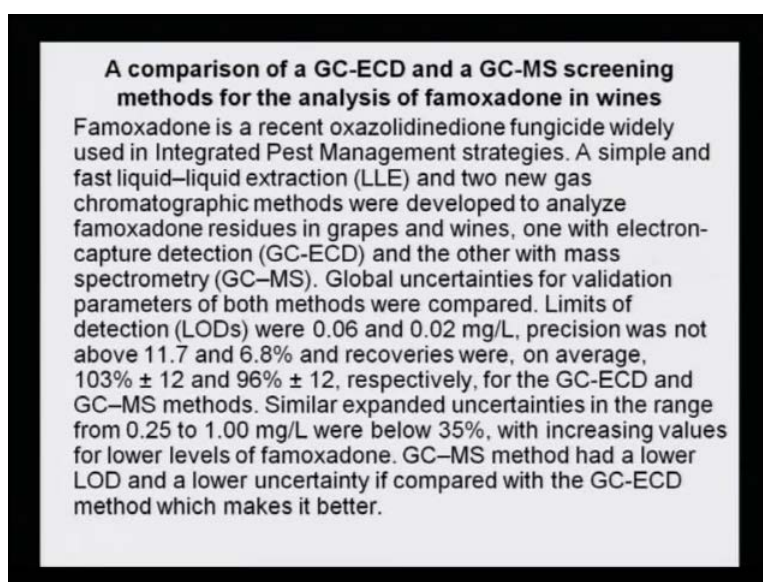 A comparison of a GC-ECD and a GC-MS screening
methods for the analysis of famoxadone in wines
Famoxadone is a recent oxazolidinedione fungicide widely
used in Integrated Pest Management strategies. A simple and
fast liquid–liquid extraction (LLE) and two new gas
chromatographic methods were developed to analyze
famoxadone residues in grapes and wines, one with electron-
capture detection (GC-ECD) and the other with mass
spectrometry (GC–MS). Global uncertainties for validation
parameters of both methods were compared. Limits of
detection (LODs) were 0.06 and 0.02 mg/L, precision was not
above 11.7 and 6.8% and recoveries were, on average,
103% ± 12 and 96% ± 12, respectively, for the GC-ECD and
GC–MS methods. Similar expanded uncertainties in the range
from 0.25 to 1.00 mg/L were below 35%, with increasing values
for lower levels of famoxadone. GC–MS method had a lower
LOD and a lower uncertainty if compared with the GC-ECD
method which makes it better.